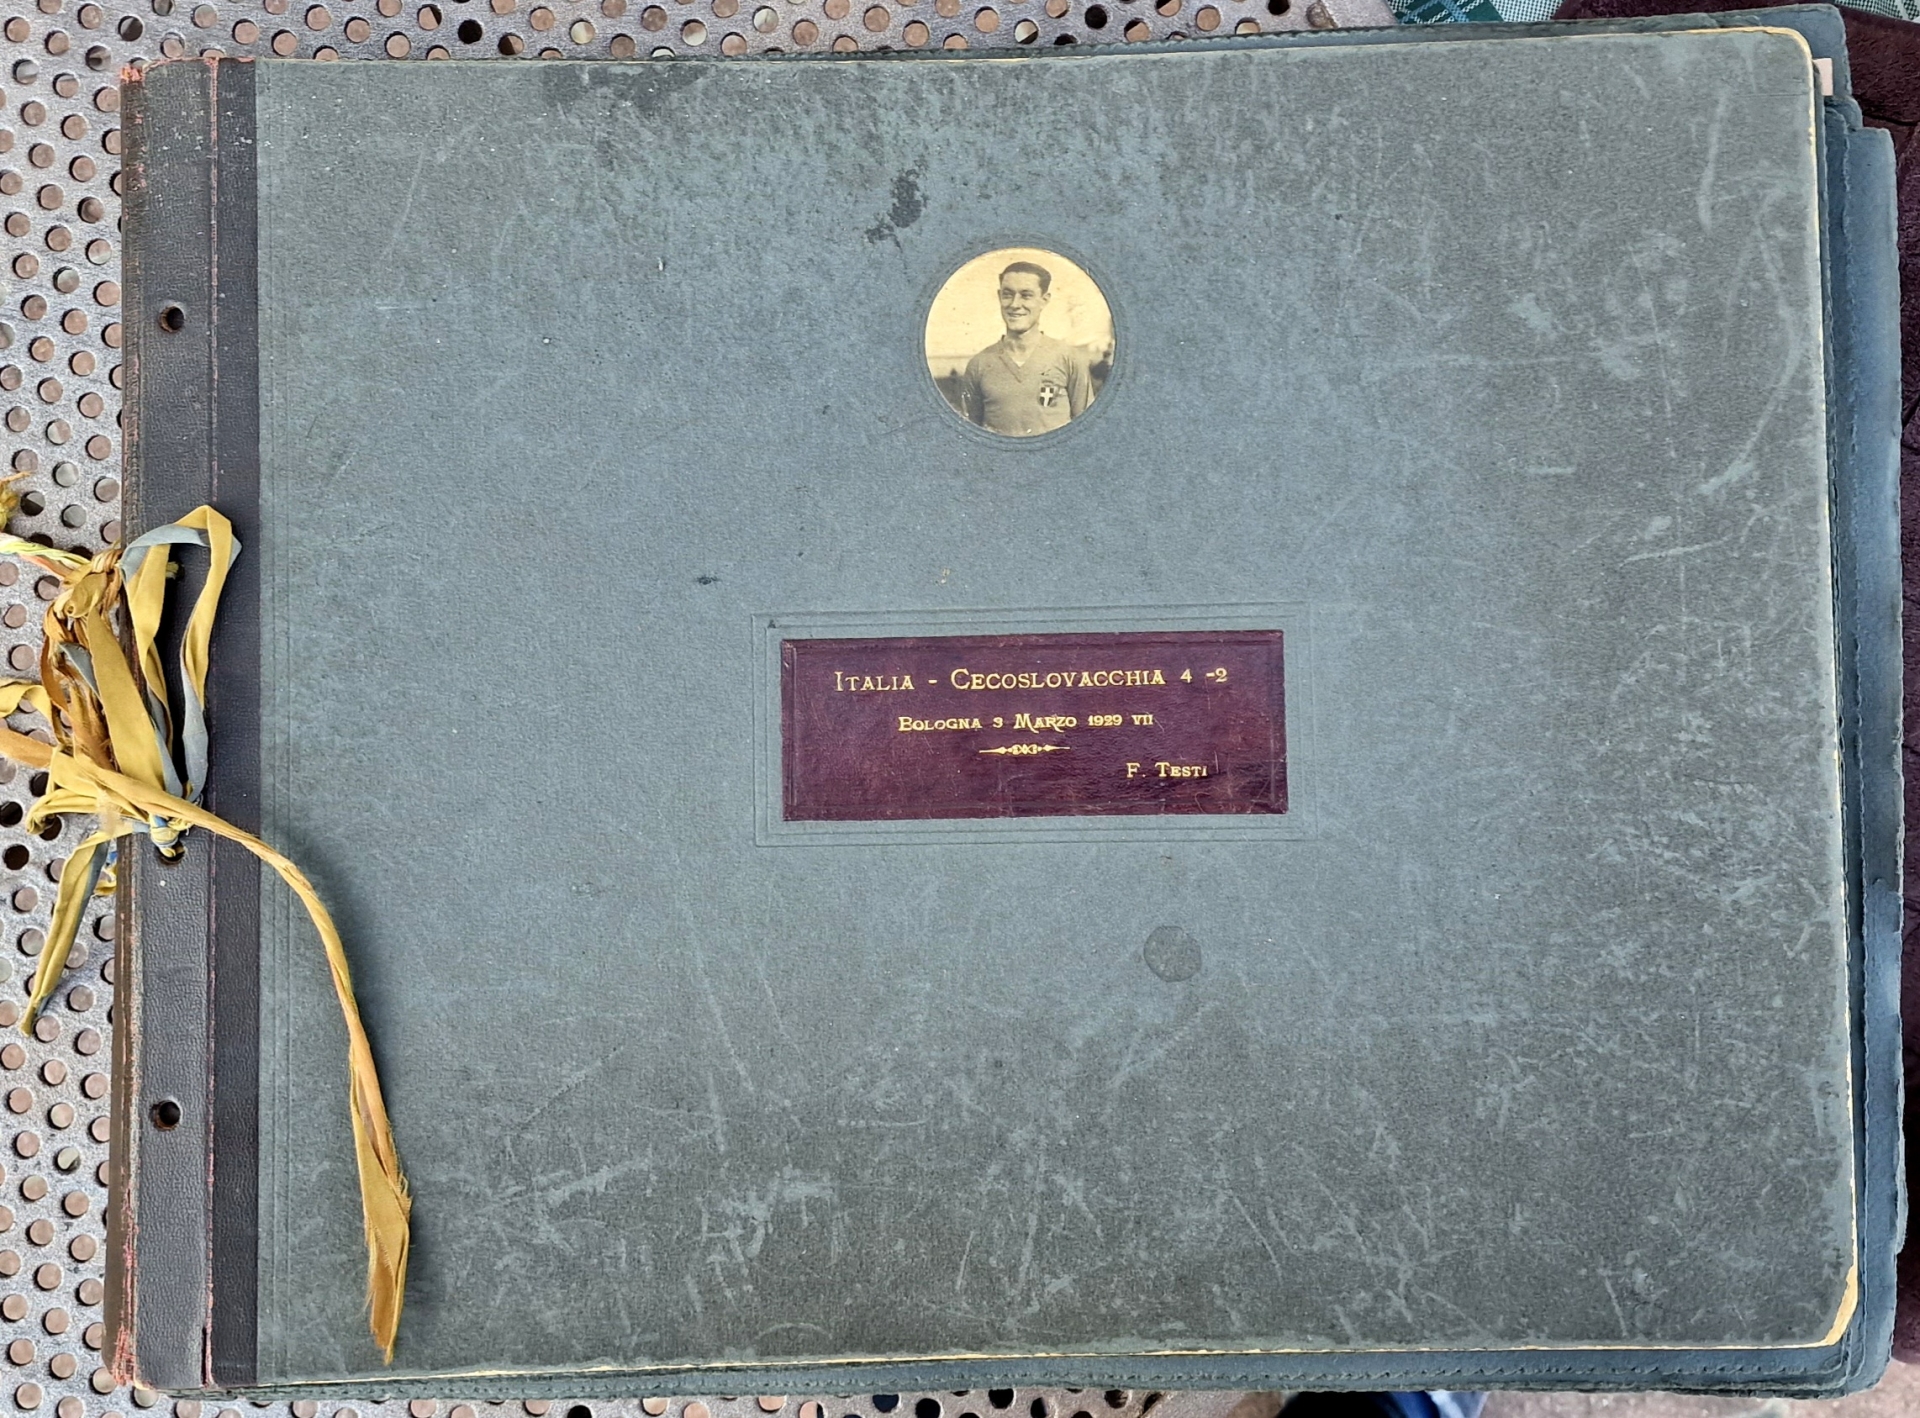 ITALIA - CECOSLOVACCHIA 4 -2
BOLOGNA 3 MARZO 1929 VII
F. TESTI